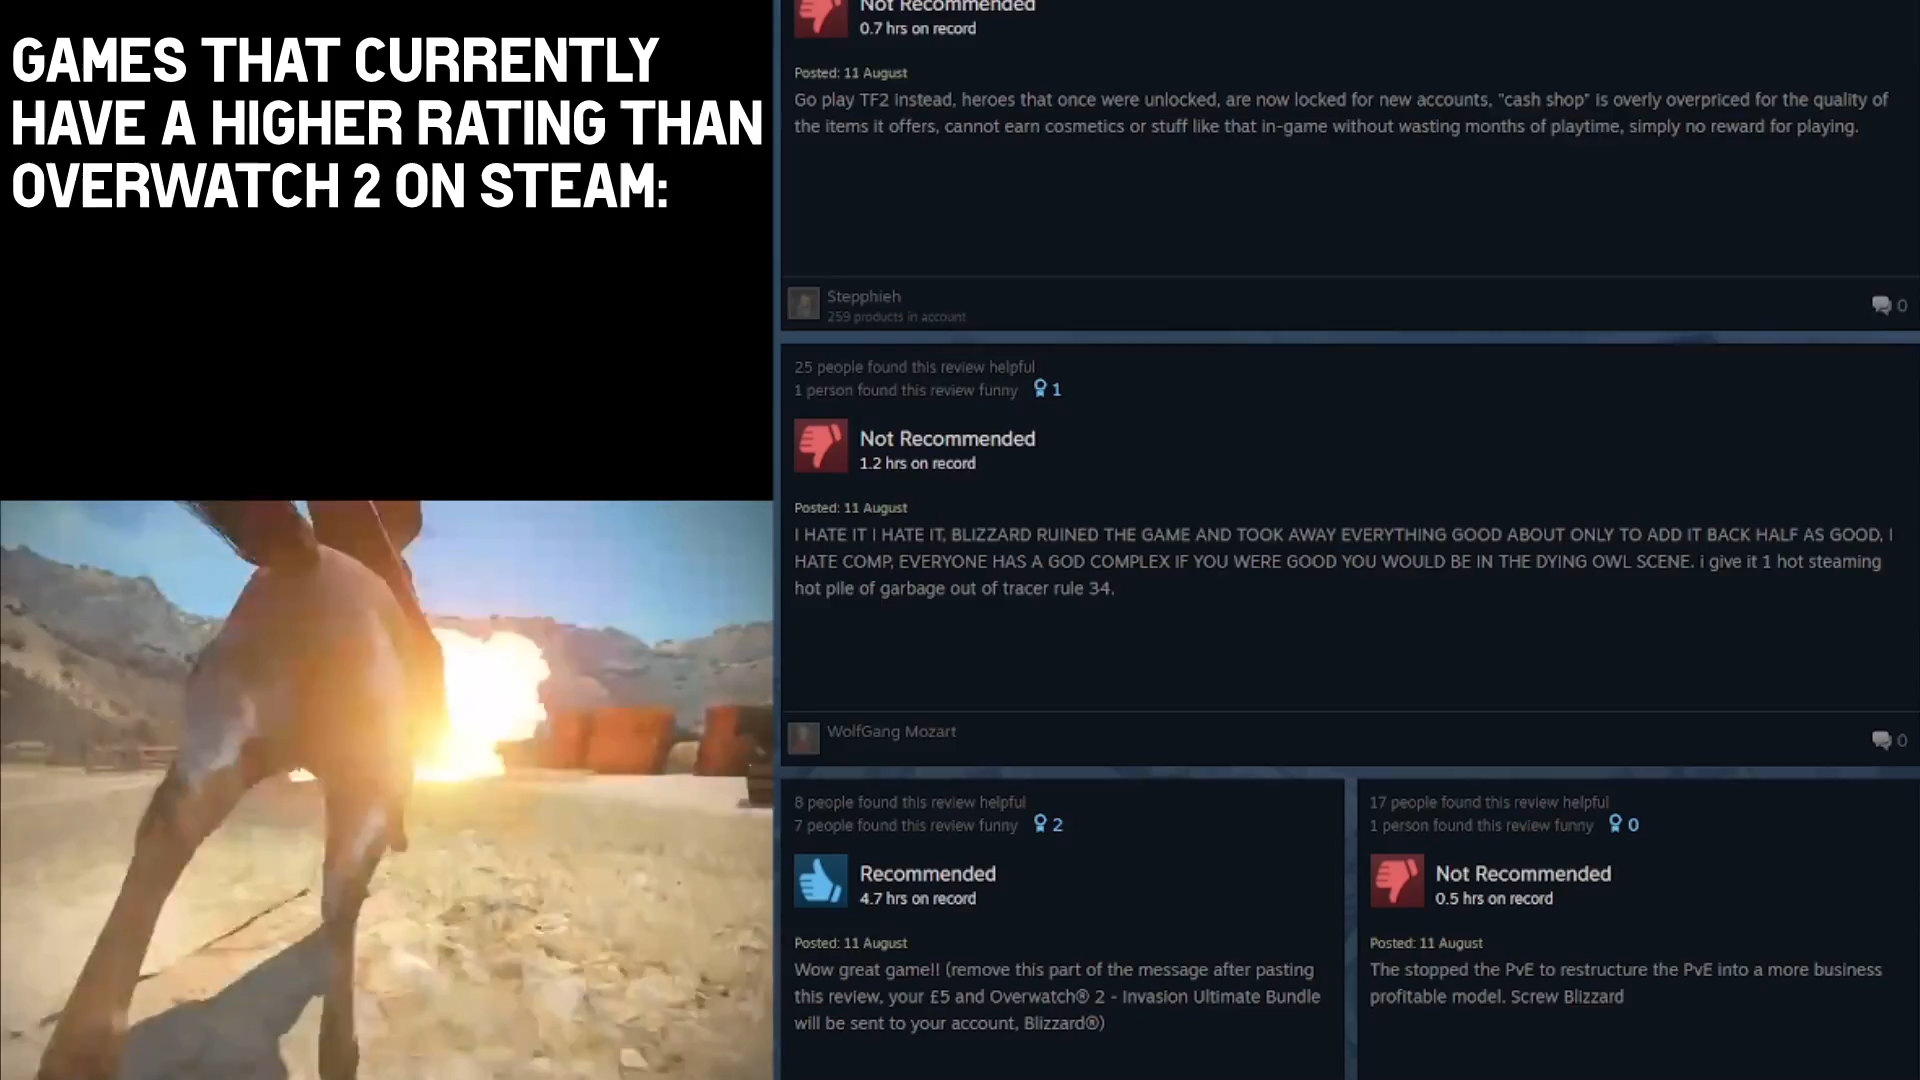 GAMES THAT CURRENTLY
HAVE A HIGHER RATING THAN
OVERWATCH 2 ON STEAM:
Not Recommended
0.7 hrs on record
Posted: 11 August
Go play TF2 instead, heroes that once were unlocked, are now locked for new accounts, "cash shop" is overly overpriced for the quality of
the items it offers, cannot earn cosmetics or stuff like that in-game without wasting months of playtime, simply no reward for playing.
Stepphieh
259 products in account
0
25 people found this review helpful
1 person found this review funny 1
Not Recommended
1.2 hrs on record
Posted: 11 August
I HATE IT I HATE IT, BLIZZARD RUINED THE GAME AND TOOK AWAY EVERYTHING GOOD ABOUT ONLY TO ADD IT BACK HALF AS GOOD, I
HATE COMP, EVERYONE HAS A GOD COMPLEX IF YOU WERE GOOD YOU WOULD BE IN THE DYING OWL SCENE. i give it 1 hot steaming
hot pile of garbage out of tracer rule 34.
WolfGang Mozart
0
8 people found this review helpful
7 people found this review funny 2
Recommended
4.7 hrs on record
Posted: 11 August
Wow great game!! (remove this part of the message after pasting
this review, your £5 and Overwatch® 2 - Invasion Ultimate Bundle
will be sent to your account, Blizzard®)
17 people found this review helpful
1 person found this review funny 0
Not Recommended
0.5 hrs on record
Posted: 11 August
The stopped the PvE to restructure the PvE into a more business
profitable model. Screw Blizzard